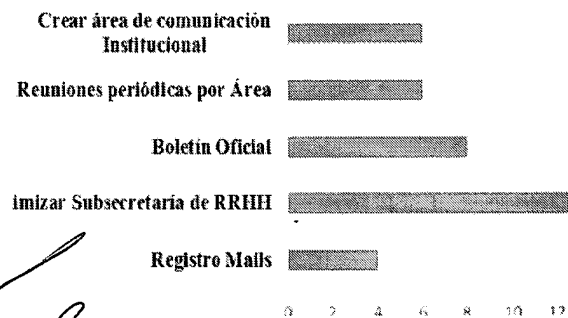 Crear área de comunicación
Institucional
Reuniones periódicas por Área
Boletín Oficial
imizar Subsecretaría de RRHH
Registro Mails
0 2 4 6 8 10 12